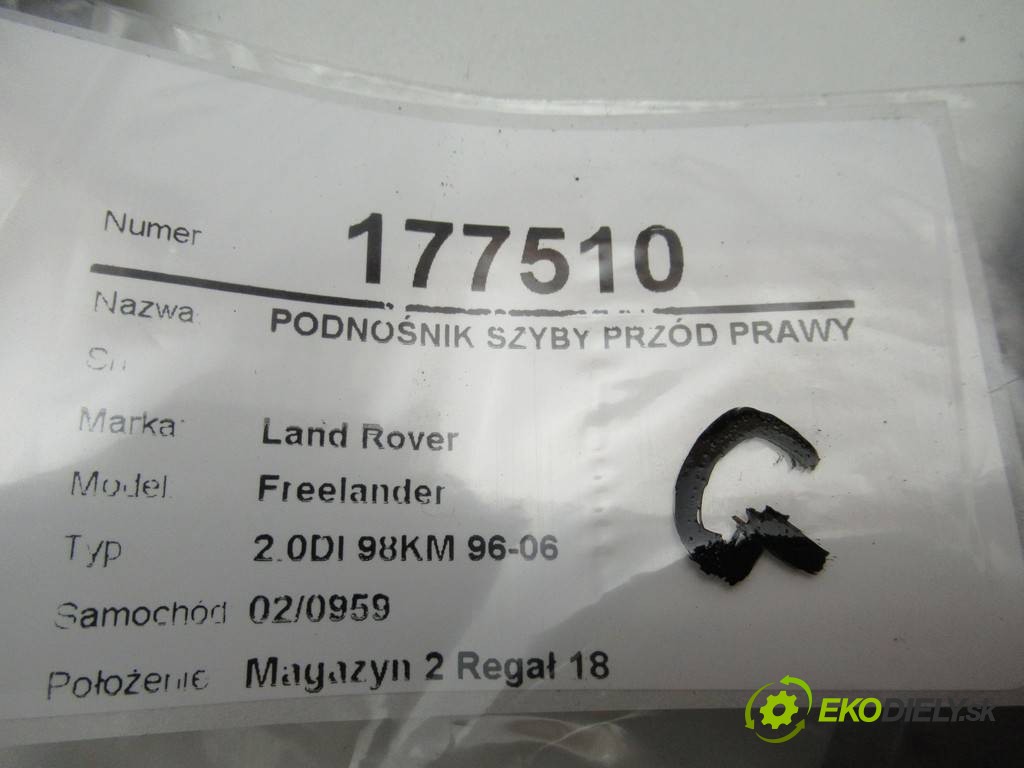 Numer 177510
Nazwa PODNOŚNIK SZYBY PRZÓD PRAWY
Sn
Marka Land Rover
Model Freelander
Typ 2.0DI 98KM 96-06
Samochód 02/0959
Położenie Magazyn 2 Regał 18
G
EKODIELY.SK